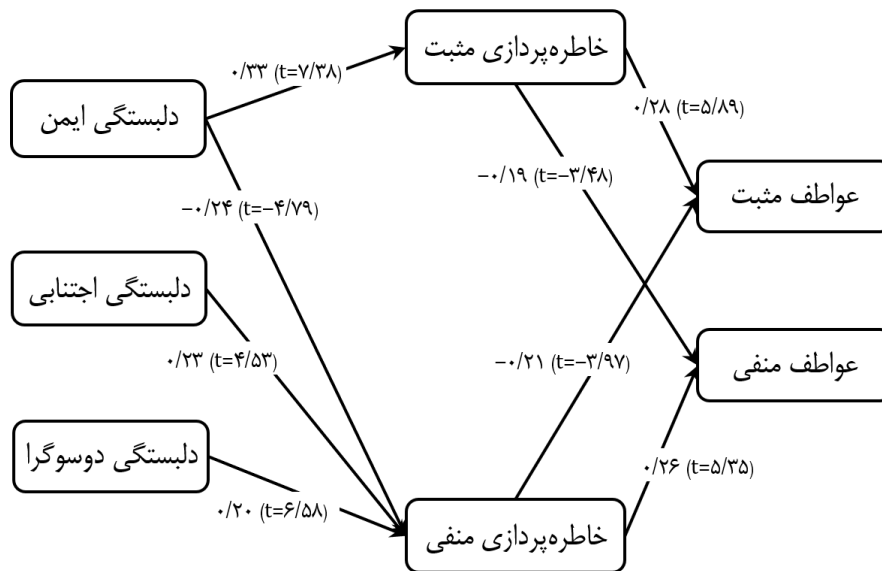 خاطره‌پردازی مثبت
۰/۳۳ (t=۷/۳۸)
دلبستگی ایمن
۰/۲۸ (t=۵/۸۹)
−۰/۱۹ (t=−۳/۴۸)
عواطف مثبت
−۰/۲۴ (t=−۴/۷۹)
دلبستگی اجتنابی
۰/۲۳ (t=۴/۵۳)
−۰/۲۱ (t=−۳/۹۷)
عواطف منفی
دلبستگی دوسوگرا
۰/۲۶ (t=۵/۳۵)
۰/۲۰ (t=۶/۵۸)
خاطره‌پردازی منفی